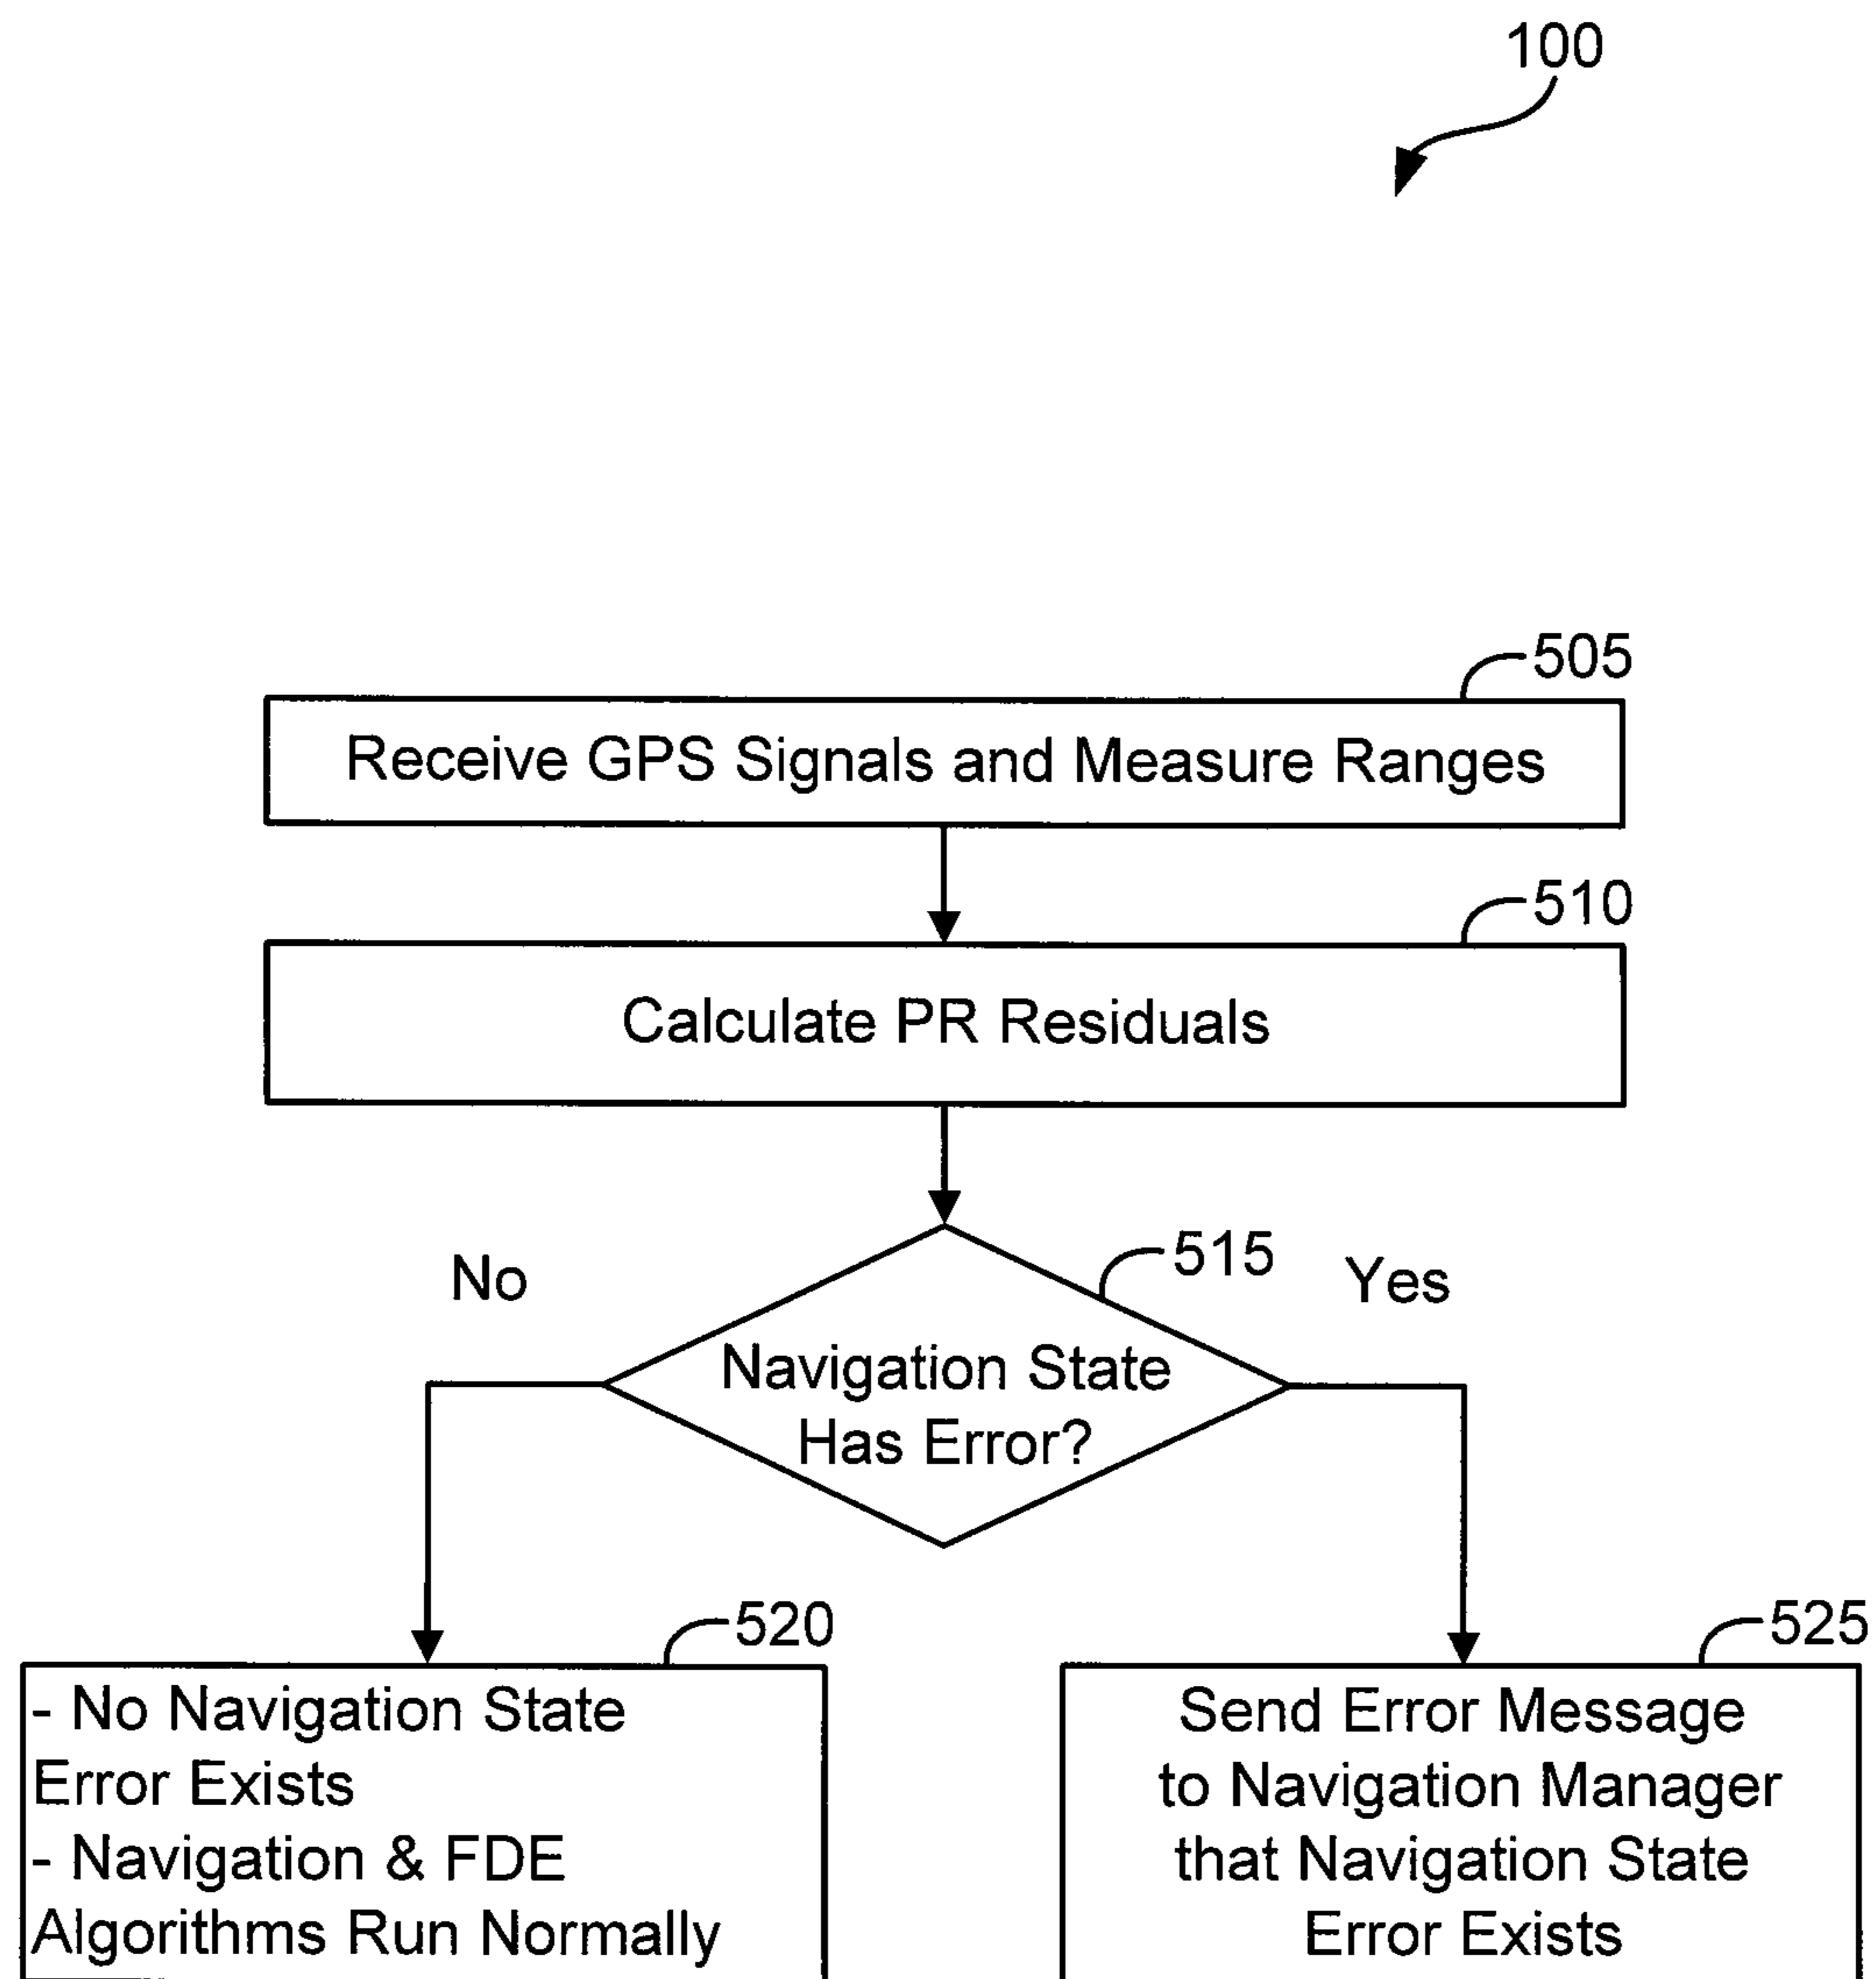 100
505
Receive GPS Signals and Measure Ranges
510
Calculate PR Residuals
515
No
Yes
Navigation State
Has Error?
520
525
- No Navigation State
Error Exists
- Navigation & FDE
Algorithms Run Normally
Send Error Message
to Navigation Manager
that Navigation State
Error Exists